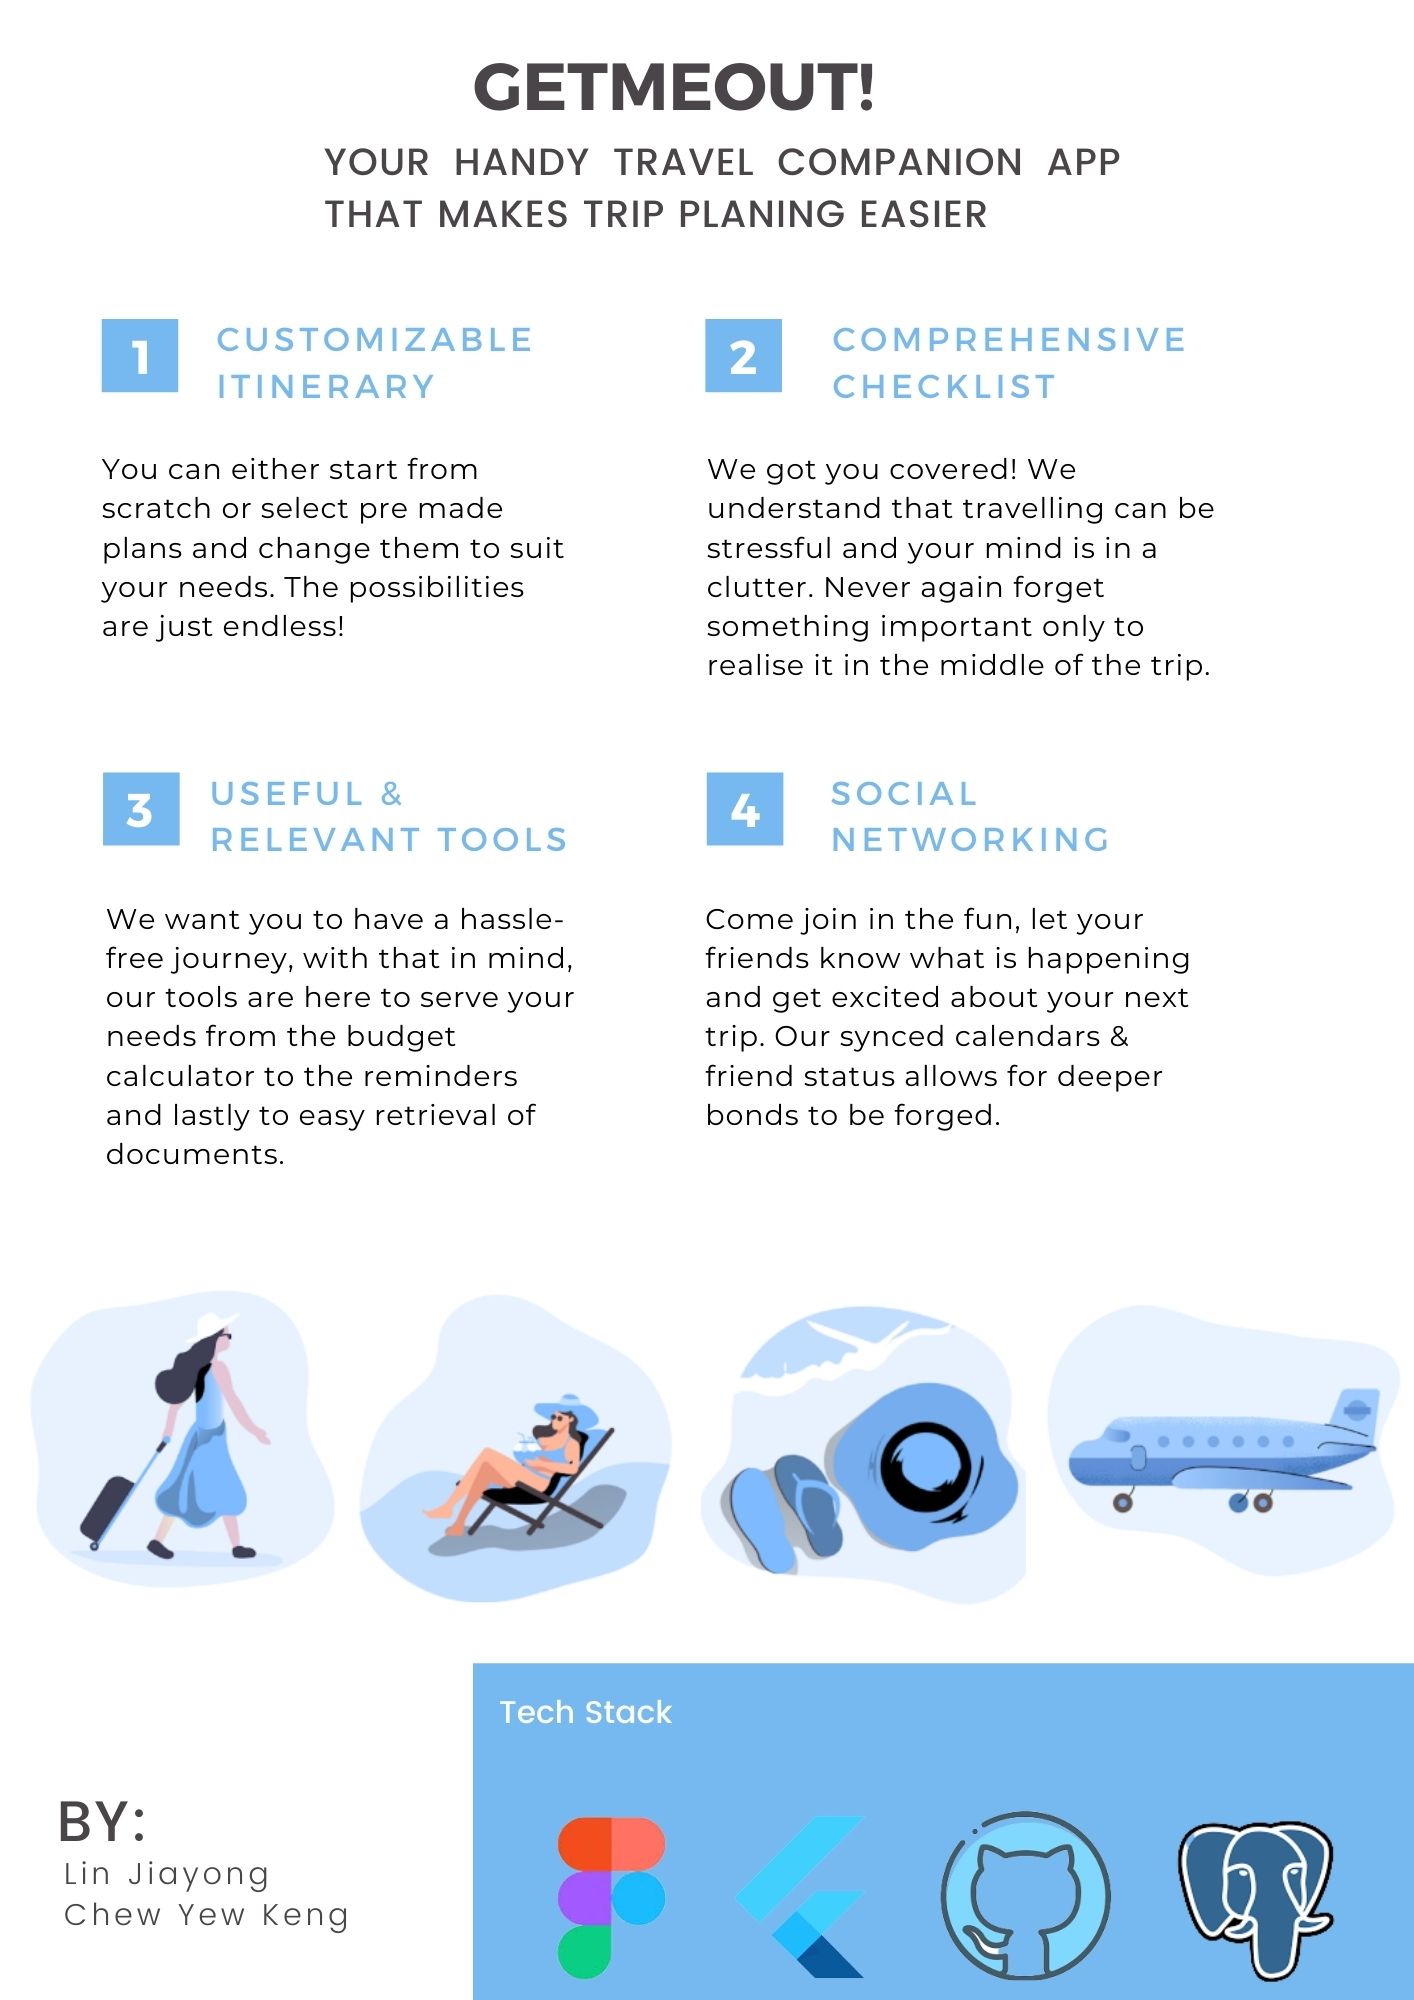 GETMEOUT!
YOUR HANDY TRAVEL COMPANION APP
THAT MAKES TRIP PLANING EASIER
1
CUSTOMIZABLE
ITINERARY
You can either start from
scratch or select pre made
plans and change them to suit
your needs. The possibilities
are just endless!
2
COMPREHENSIVE
CHECKLIST
We got you covered! We
understand that travelling can be
stressful and your mind is in a
clutter. Never again forget
something important only to
realise it in the middle of the trip.
3
USEFUL &
RELEVANT TOOLS
We want you to have a hassle-
free journey, with that in mind,
our tools are here to serve your
needs from the budget
calculator to the reminders
and lastly to easy retrieval of
documents.
4
SOCIAL
NETWORKING
Come join in the fun, let your
friends know what is happening
and get excited about your next
trip. Our synced calendars &
friend status allows for deeper
bonds to be forged.
BY:
Lin Jiayong
Chew Yew Keng
Tech Stack